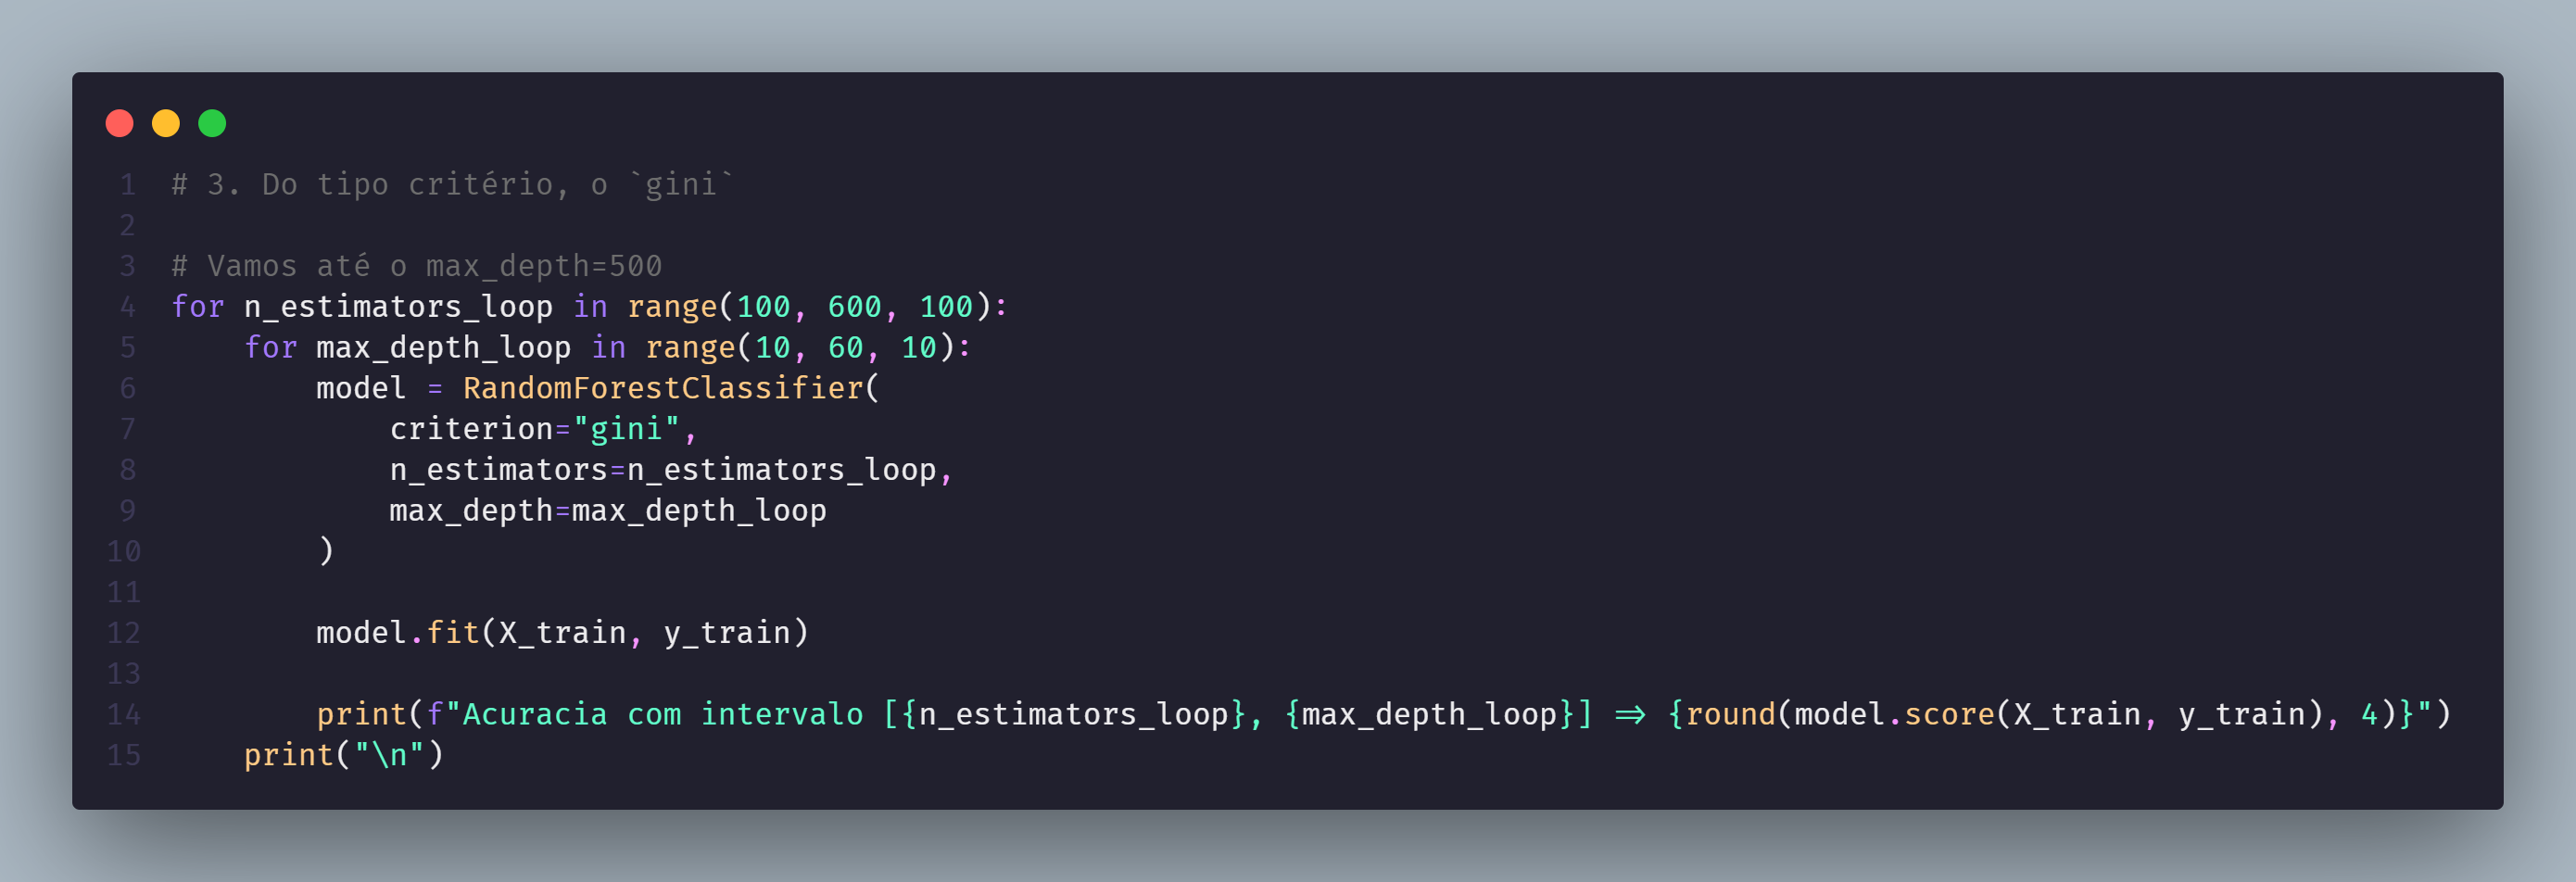 1 # 3. Do tipo critério, o `gini`
2
3 # Vamos até o max_depth=500
4 for n_estimators_loop in range(100, 600, 100):
5     for max_depth_loop in range(10, 60, 10):
6         model = RandomForestClassifier(
7             criterion="gini",
8             n_estimators=n_estimators_loop,
9             max_depth=max_depth_loop
10         )
11
12         model.fit(X_train, y_train)
13
14         print(f"Acuracia com intervalo [{n_estimators_loop}, {max_depth_loop}] => {round(model.score(X_train, y_train), 4)}")
15     print("\n")